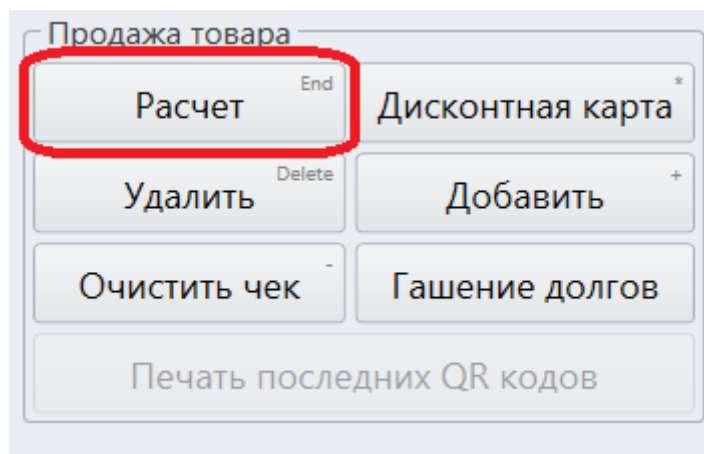 Продажа товара
Расчет End
Дисконтная карта *
Удалить Delete
Добавить +
Очистить чек -
Гашение долгов
Печать последних QR кодов